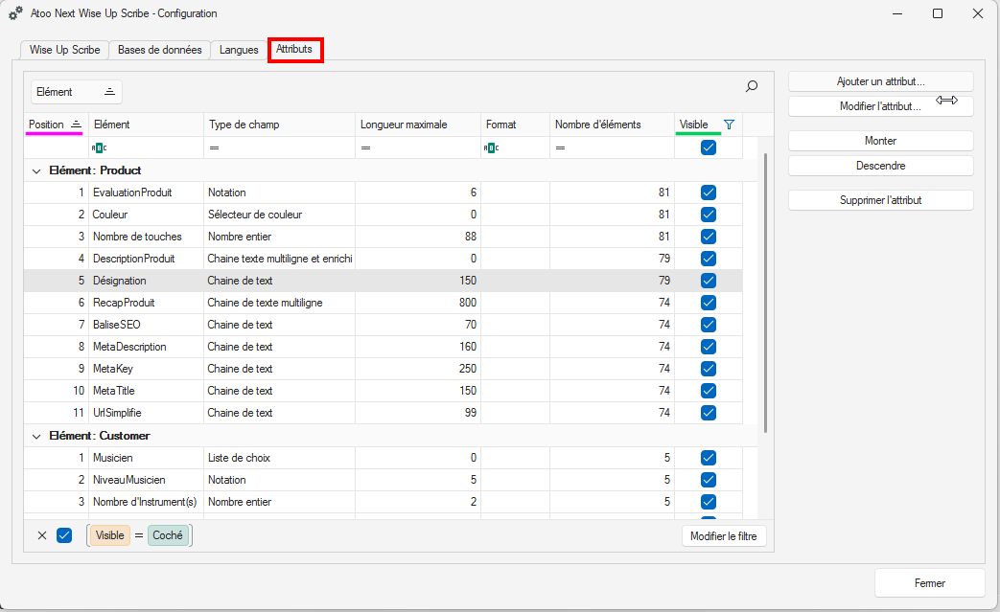 Atoo Next Wise Up Scribe - Configuration
Wise Up Scribe Bases de données Langues Attributs
Elément
Position Elément Type de champ Longueur maximale Format Nombre d'éléments Visible
ABC = = ABC =
Elément : Product
1 EvaluationProduit Notation 6 81
2 Couleur Sélecteur de couleur 0 81
3 Nombre de touches Nombre entier 88 81
4 DescriptionProduit Chaine texte multiligne et enrichi 0 79
5 Désignation Chaine de text 150 79
6 RecapProduit Chaine de texte multiligne 800 74
7 BaliseSEO Chaine de text 70 74
8 MetaDescription Chaine de text 160 74
9 MetaKey Chaine de text 250 74
10 MetaTitle Chaine de text 150 74
11 UrlSimplifie Chaine de text 99 74
Elément : Customer
1 Musicien Liste de choix 0 5
2 NiveauMusicien Notation 5 5
3 Nombre d'Instrument(s) Nombre entier 2 5
Visible = Coché
Modifier le filtre
Ajouter un attribut...
Modifier l'attribut...
Monter
Descendre
Supprimer l'attribut
Fermer